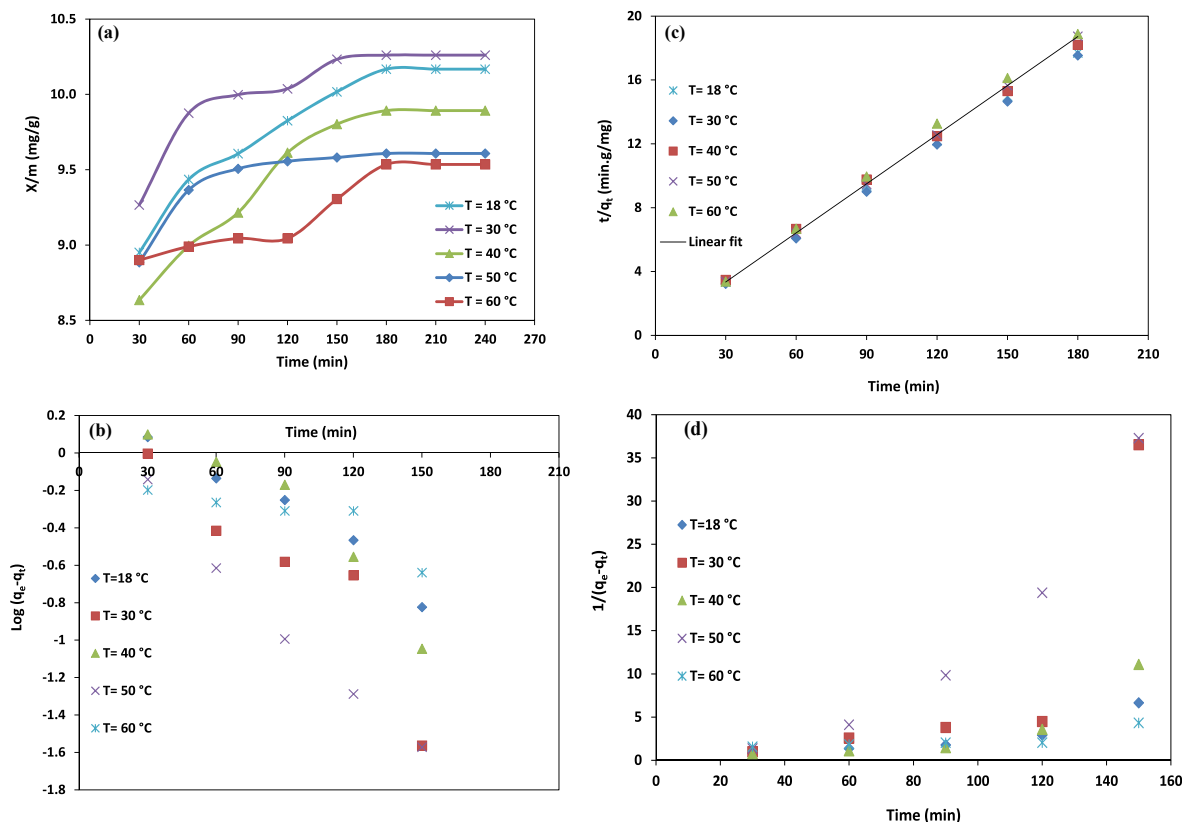 (a)
X/m (mg/g)
10.5
10.0
9.5
9.0
8.5
0 30 60 90 120 150 180 210 240 270
Time (min)
T = 18 °C
T = 30 °C
T = 40 °C
T = 50 °C
T = 60 °C
(c)
t/qt (min.g/mg)
20
16
12
8
4
0
0 30 60 90 120 150 180 210
Time (min)
T= 18 °C
T= 30 °C
T= 40 °C
T= 50 °C
T= 60 °C
Linear fit
(b)
Time (min)
Log (qe-qt)
0.2
0
-0.2
-0.4
-0.6
-0.8
-1
-1.2
-1.4
-1.6
-1.8
0 30 60 90 120 150 180 210
T=18 °C
T= 30 °C
T= 40 °C
T= 50 °C
T= 60 °C
(d)
1/(qe-qt)
40
35
30
25
20
15
10
5
0
0 20 40 60 80 100 120 140 160
Time (min)
T=18 °C
T= 30 °C
T= 40 °C
T= 50 °C
T= 60 °C